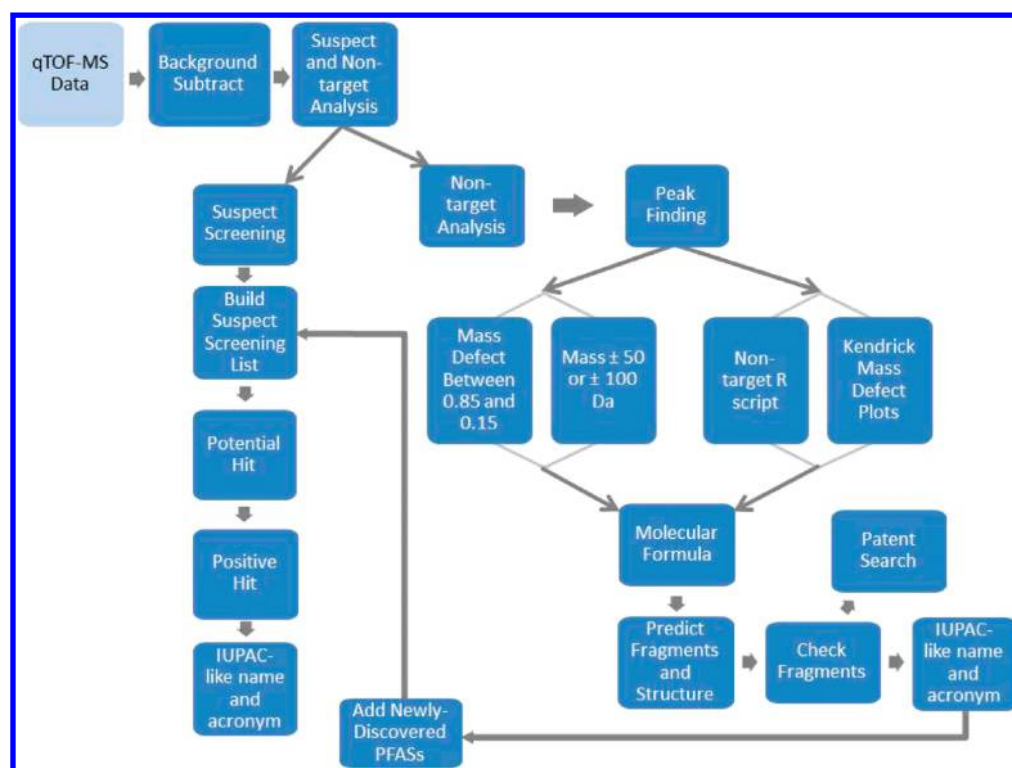 qTOF-MS
Data
Background
Subtract
Suspect
and Non-
target
Analysis
Suspect
Screening
Non-
target
Analysis
Peak
Finding
Build
Suspect
Screening
List
Mass
Defect
Between
0.85 and
0.15
Mass ± 50
or ± 100
Da
Non-
target R
script
Kendrick
Mass
Defect
Plots
Potential
Hit
Positive
Hit
IUPAC-
like name
and
acronym
Molecular
Formula
Patent
Search
Predict
Fragments
and
Structure
Check
Fragments
IUPAC-
like name
and
acronym
Add Newly-
Discovered
PFASs